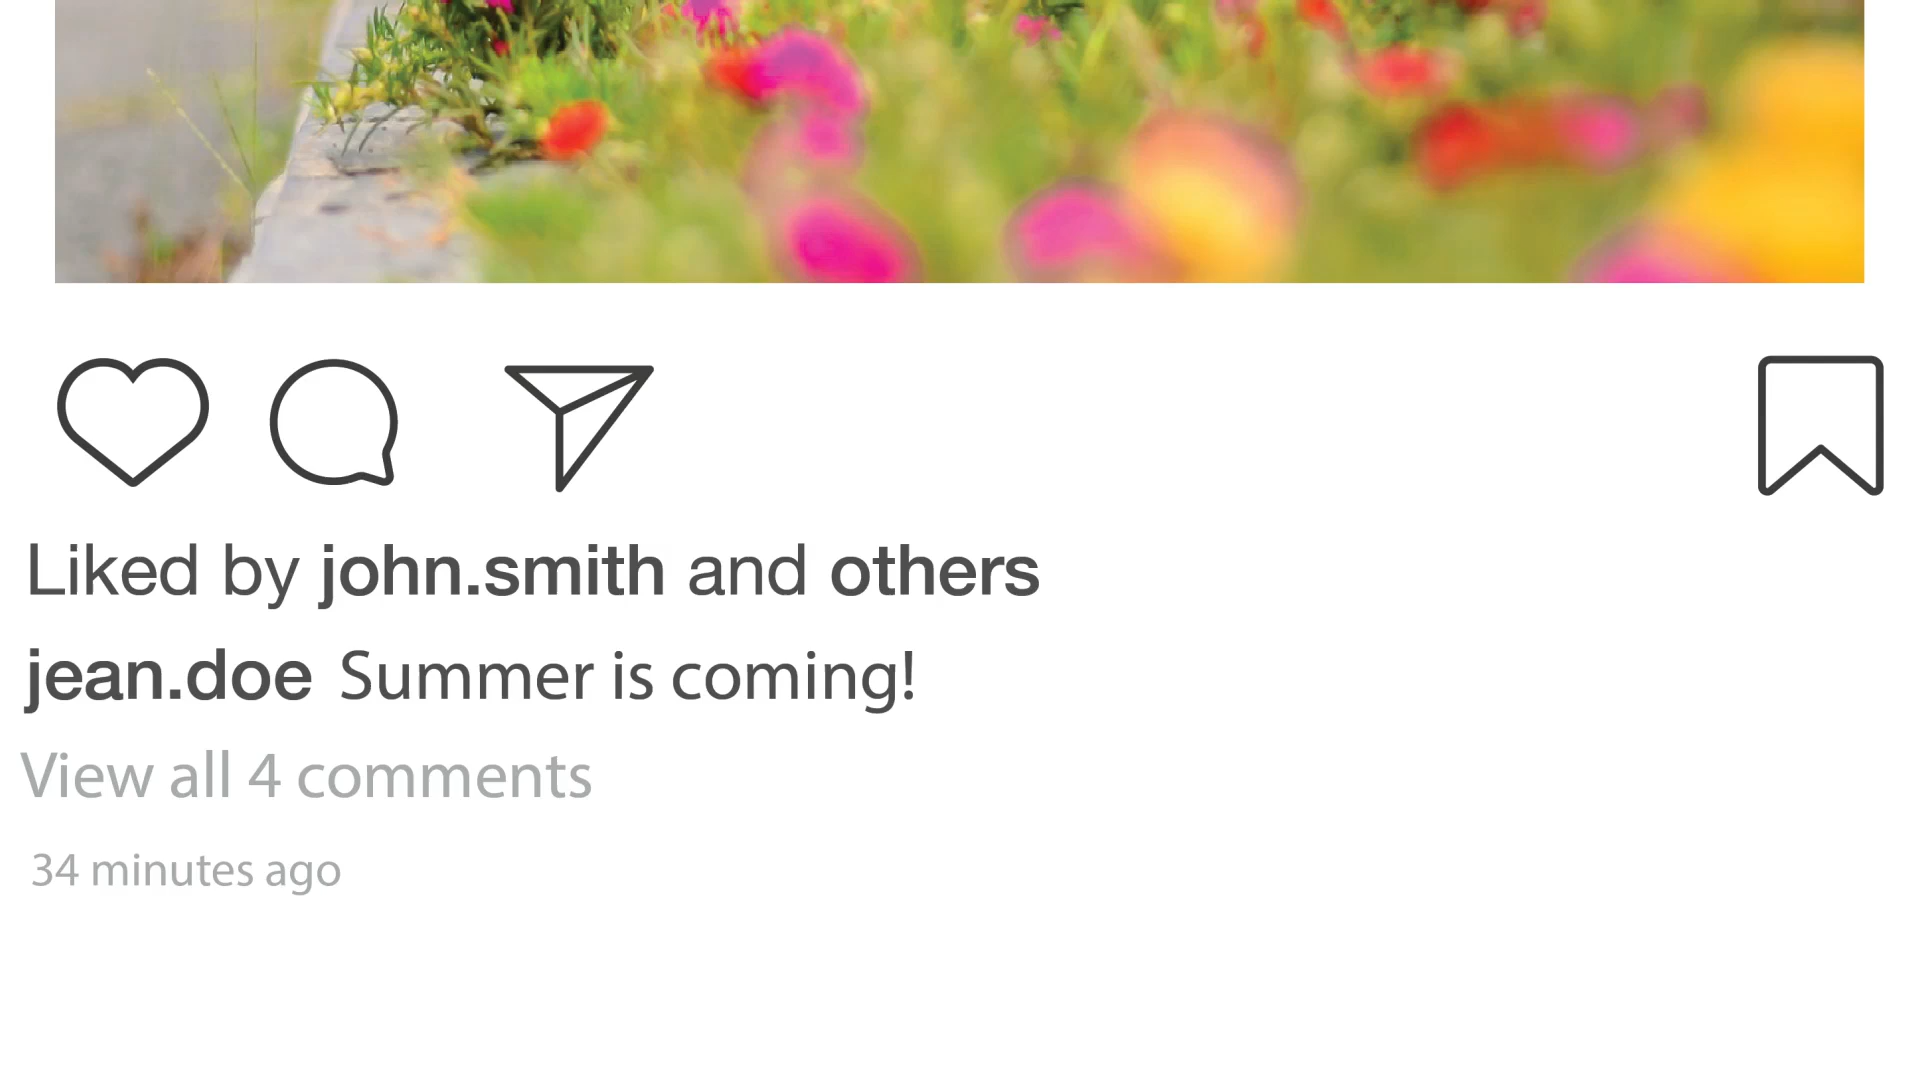 Liked by john.smith and others
jean.doe Summer is coming!
View all 4 comments
34 minutes ago